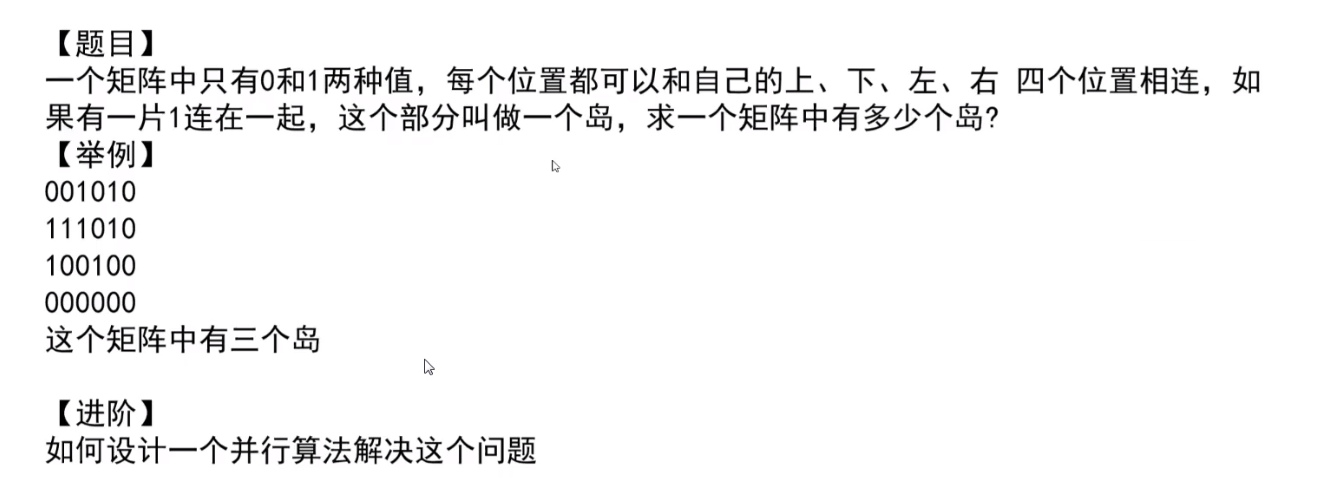 【题目】
一个矩阵中只有0和1两种值，每个位置都可以和自己的上、下、左、右 四个位置相连，如
果有一片1连在一起，这个部分叫做一个岛，求一个矩阵中有多少个岛?
【举例】
001010
111010
100100
000000
这个矩阵中有三个岛
【进阶】
如何设计一个并行算法解决这个问题